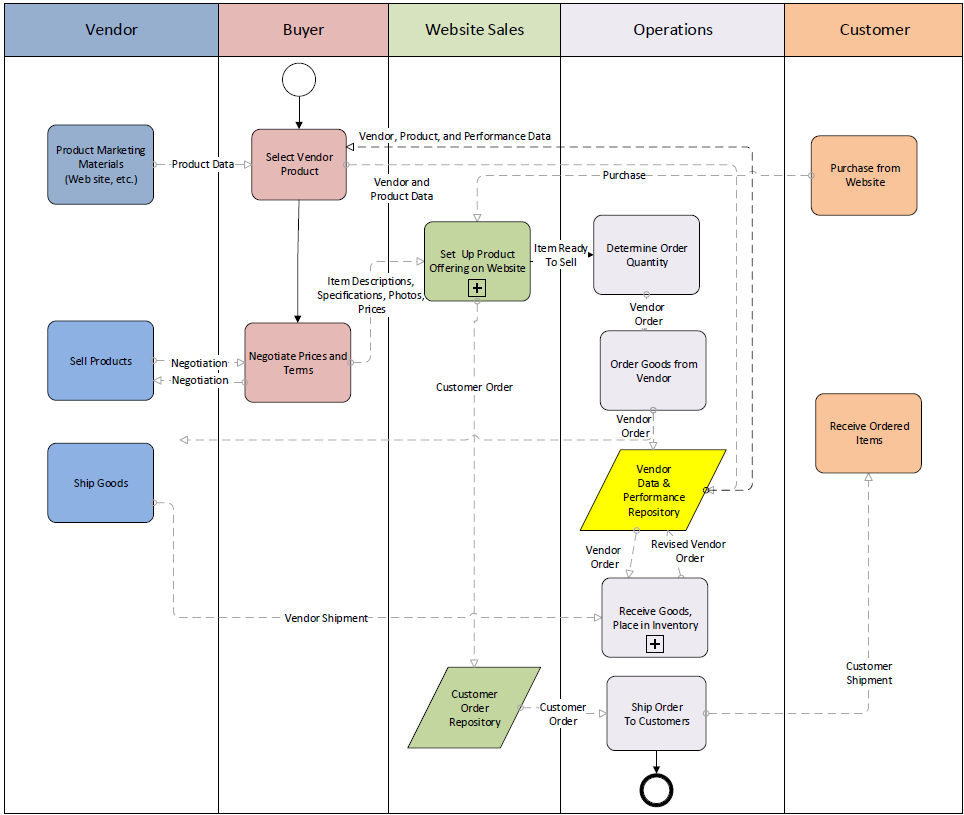 Vendor
Buyer
Website Sales
Operations
Customer
Product Marketing
Materials
(Web site, etc.)
Product Data
Select Vendor
Product
Vendor, Product, and Performance Data
Vendor and
Product Data
Purchase
Purchase from
Website
Set Up Product
Offering on Website
Item Ready
To Sell
Determine Order
Quantity
Item Descriptions,
Specifications, Photos,
Prices
Vendor
Order
Sell Products
Negotiation
Negotiation
Negotiate Prices and
Terms
Customer Order
Order Goods from
Vendor
Vendor
Order
Receive Ordered
Items
Ship Goods
Vendor
Data &
Performance
Repository
Vendor
Order
Revised Vendor
Order
Vendor Shipment
Receive Goods,
Place in Inventory
Customer
Shipment
Customer
Order
Repository
Customer
Order
Ship Order
To Customers